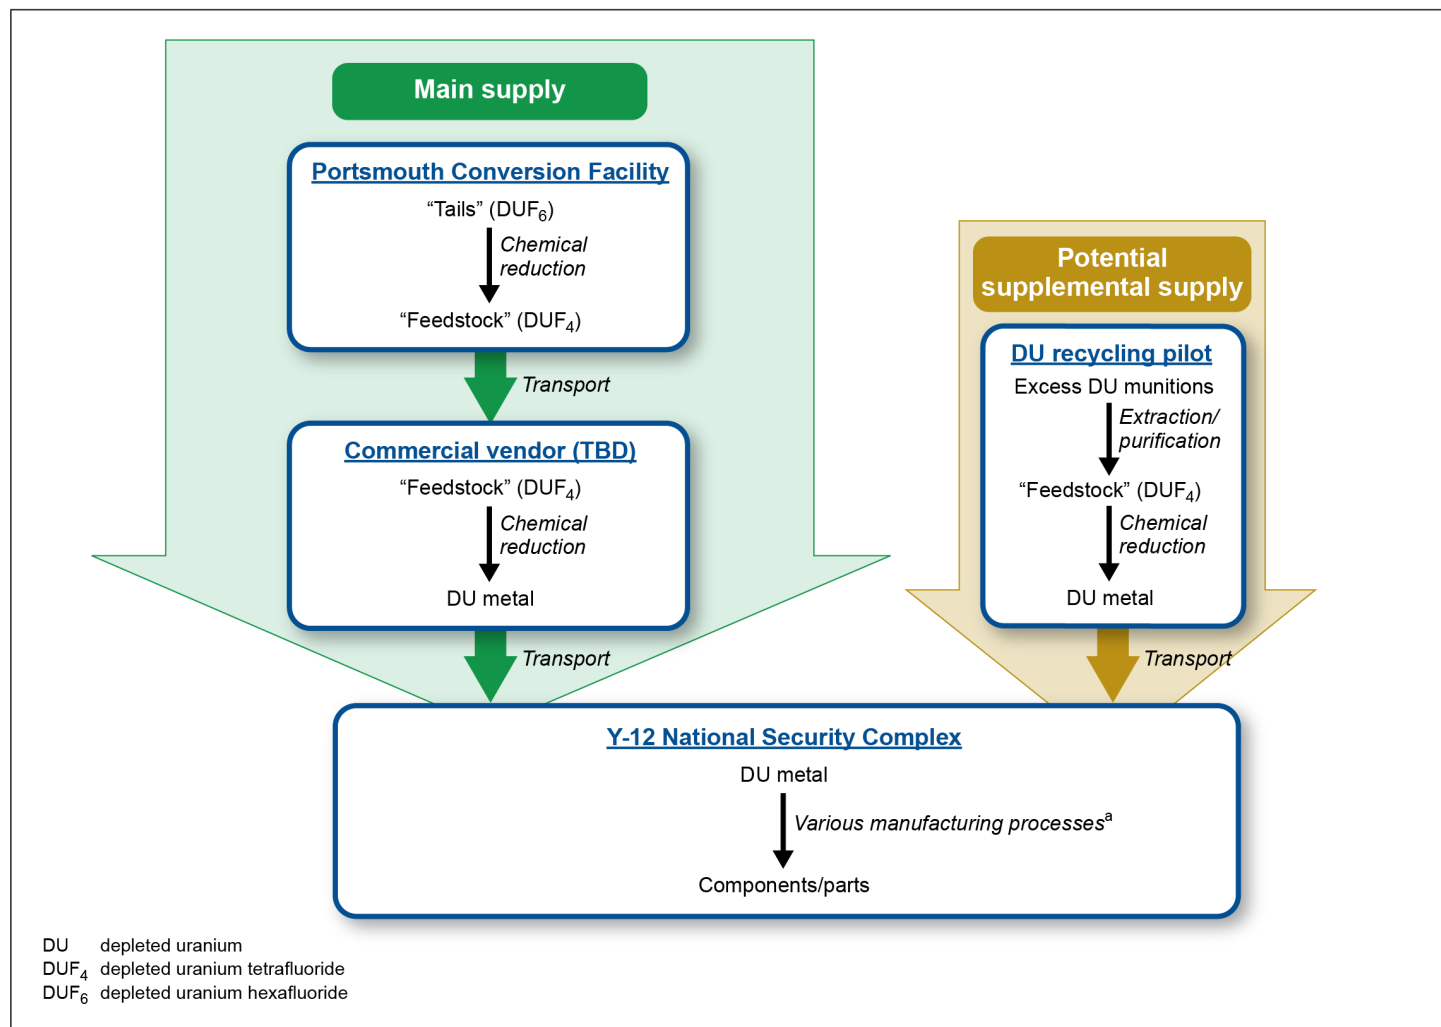 Main supply
Portsmouth Conversion Facility
“Tails” (DUF₆)
Chemical
reduction
“Feedstock” (DUF₄)
Transport
Commercial vendor (TBD)
“Feedstock” (DUF₄)
Chemical
reduction
DU metal
Transport
Potential
supplemental supply
DU recycling pilot
Excess DU munitions
Extraction/
purification
“Feedstock” (DUF₄)
Chemical
reduction
DU metal
Transport
Y-12 National Security Complex
DU metal
Various manufacturing processesᵃ
Components/parts
DU depleted uranium
DUF₄ depleted uranium tetrafluoride
DUF₆ depleted uranium hexafluoride